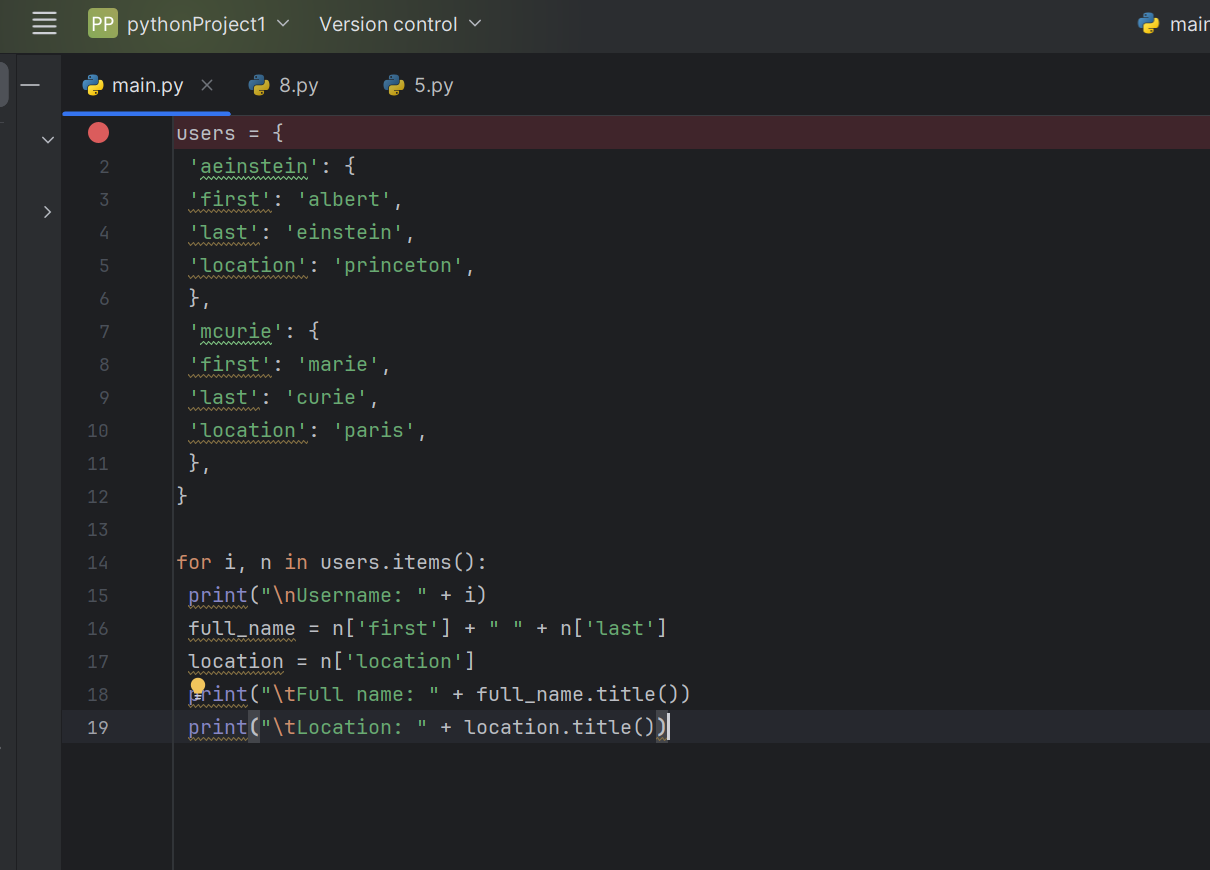 PP pythonProject1 Version control main
main.py 8.py 5.py
users = {
2 'aeinstein': {
3 'first': 'albert',
4 'last': 'einstein',
5 'location': 'princeton',
6 },
7 'mcurie': {
8 'first': 'marie',
9 'last': 'curie',
10 'location': 'paris',
11 },
12 }
13
14 for i, n in users.items():
15 print("\nUsername: " + i)
16 full_name = n['first'] + " " + n['last']
17 location = n['location']
18 print("\tFull name: " + full_name.title())
19 print("\tLocation: " + location.title())